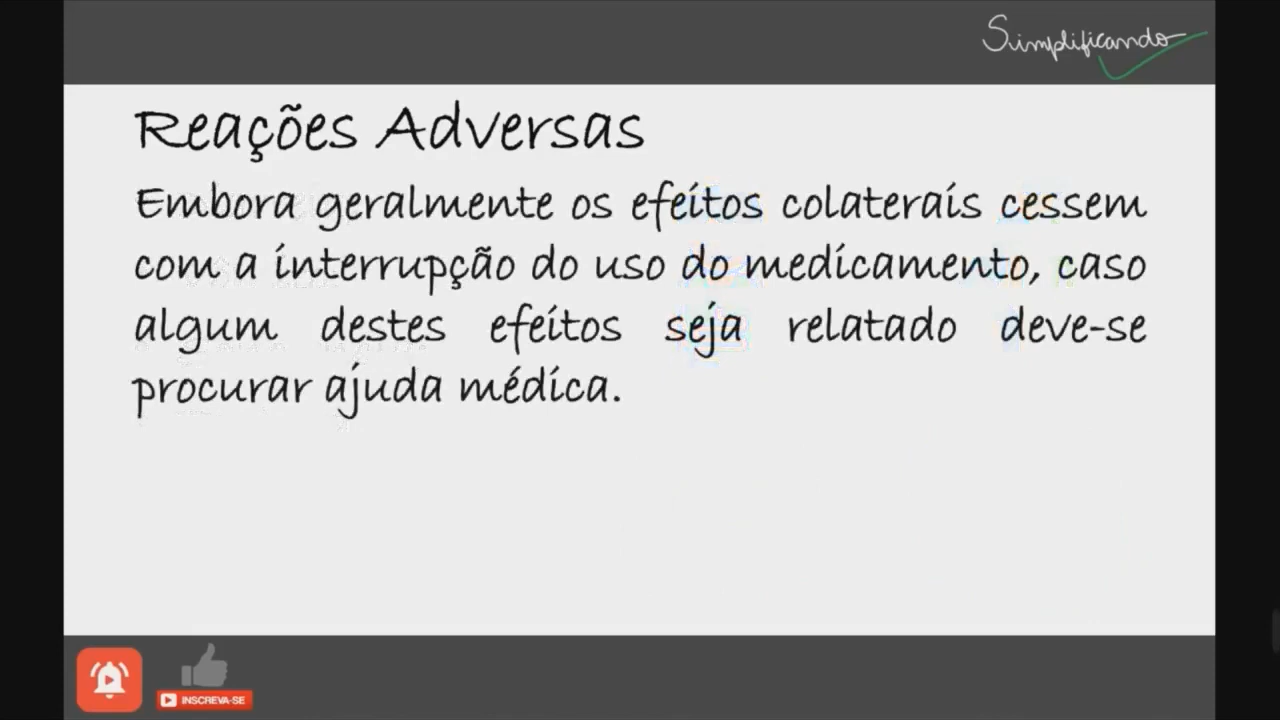 Simplificando
Reações Adversas
Embora geralmente os efeitos colaterais cessem
com a interrupção do uso do medicamento, caso
algum destes efeitos seja relatado deve-se
procurar ajuda médica.
INSCREVA-SE